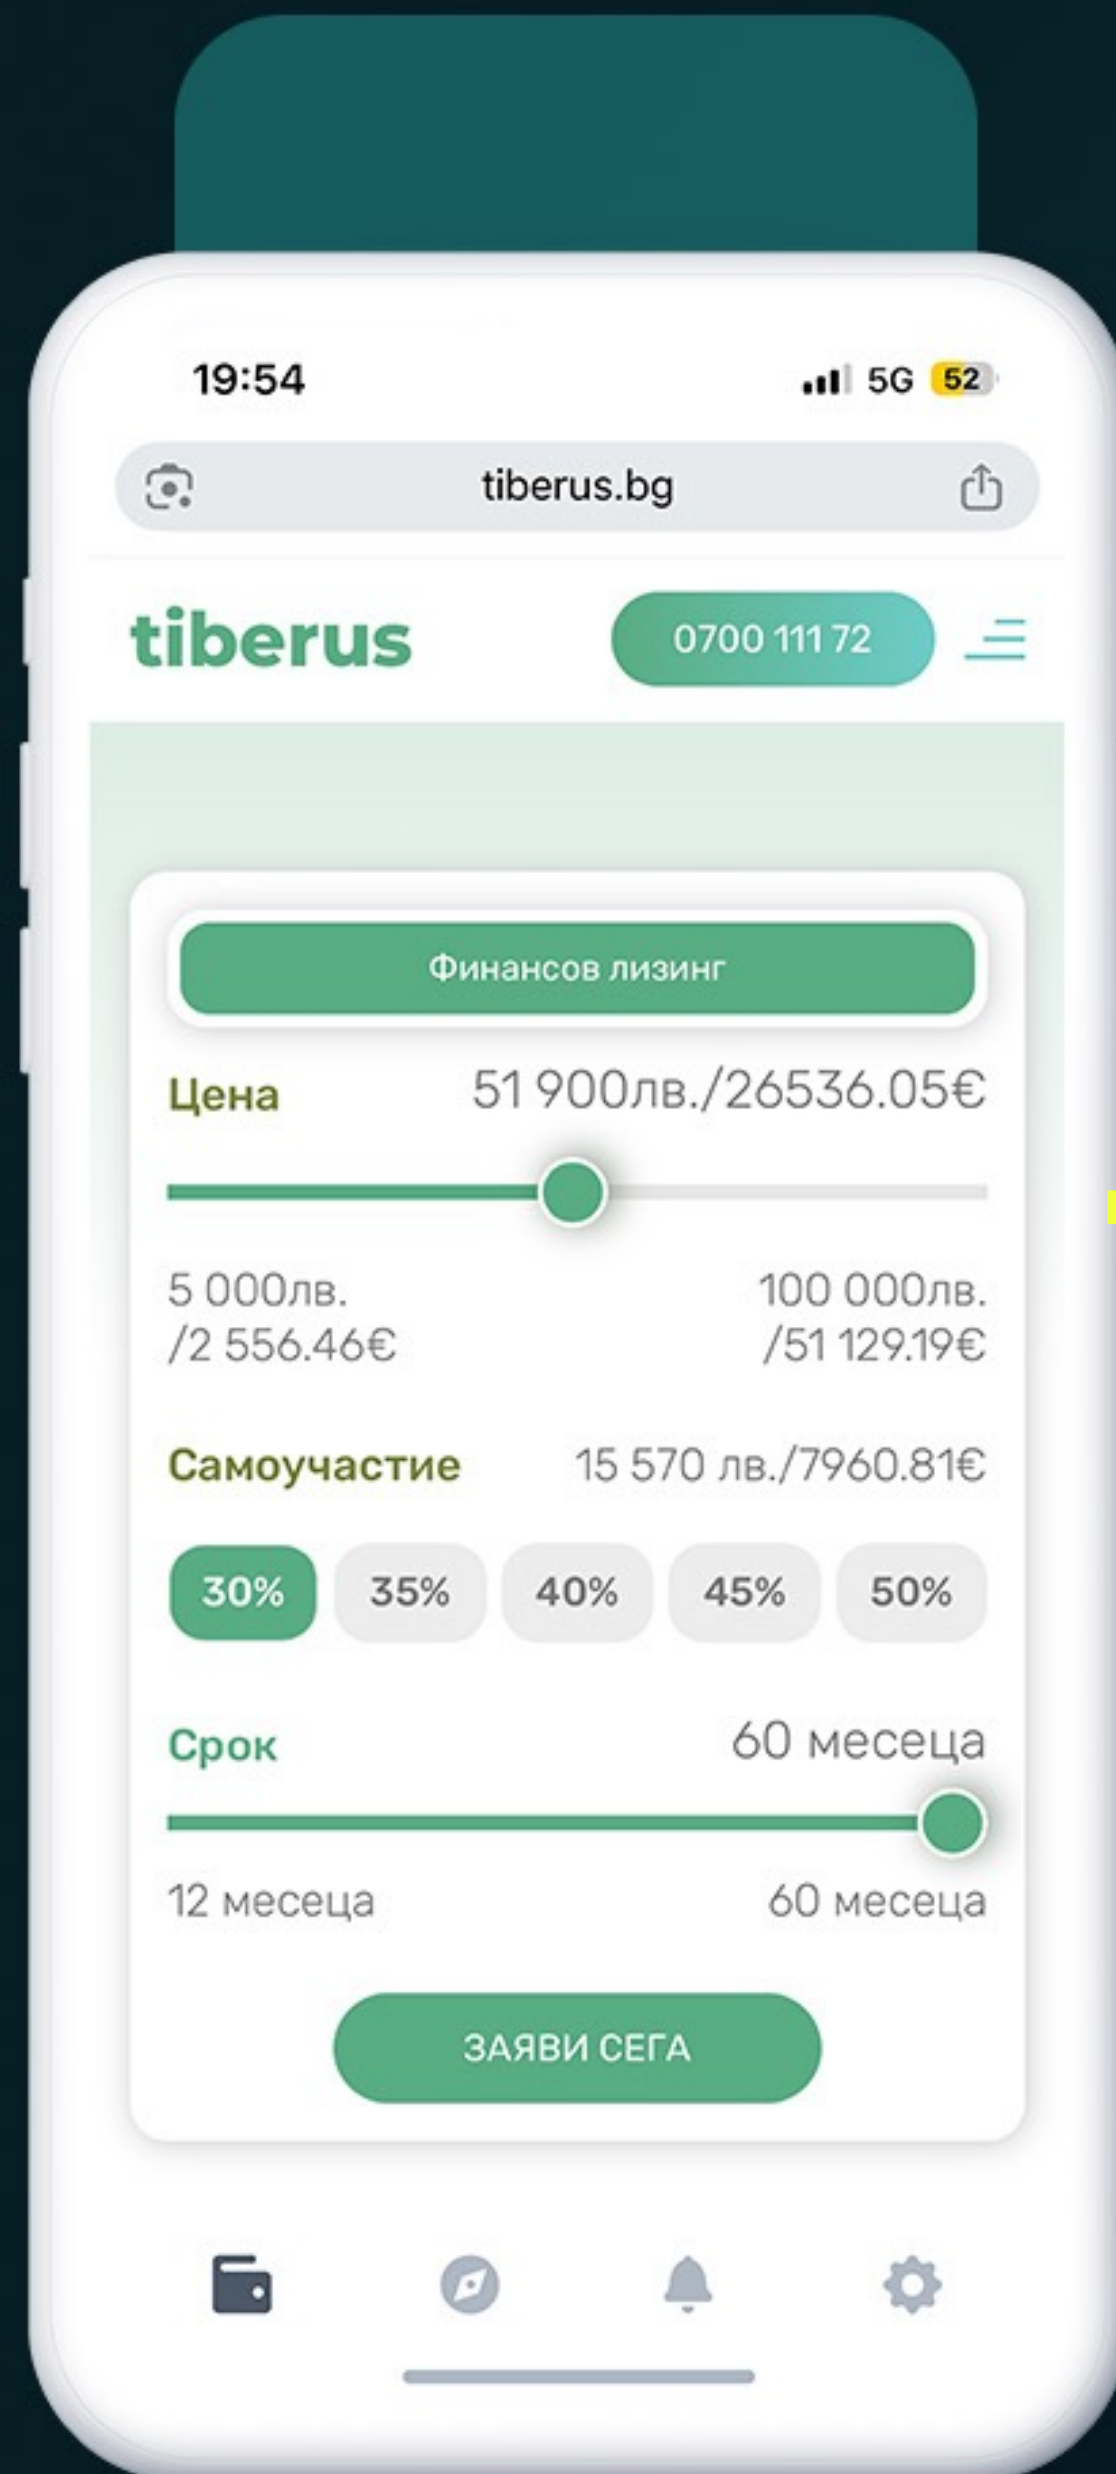 19:54 5G 52
tiberus.bg
tiberus 0700 111 72
Финансов лизинг
Цена 51 900лв./26536.05€
5 000лв. 100 000лв.
/2 556.46€ /51 129.19€
Самоучастие 15 570 лв./7960.81€
30% 35% 40% 45% 50%
Срок 60 месеца
12 месеца 60 месеца
ЗАЯВИ СЕГА